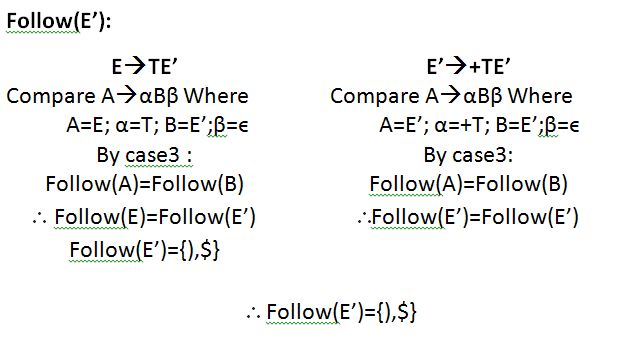 Follow(E’):
E→TE’
Compare A→αBβ Where
A=E; α=T; B=E’;β=ϵ
By case3 :
Follow(A)=Follow(B)
∴ Follow(E)=Follow(E’)
Follow(E’)={),$}
E’→+TE’
Compare A→αBβ Where
A=E’; α=+T; B=E’;β=ϵ
By case3:
Follow(A)=Follow(B)
∴Follow(E’)=Follow(E’)
∴ Follow(E’)={),$}